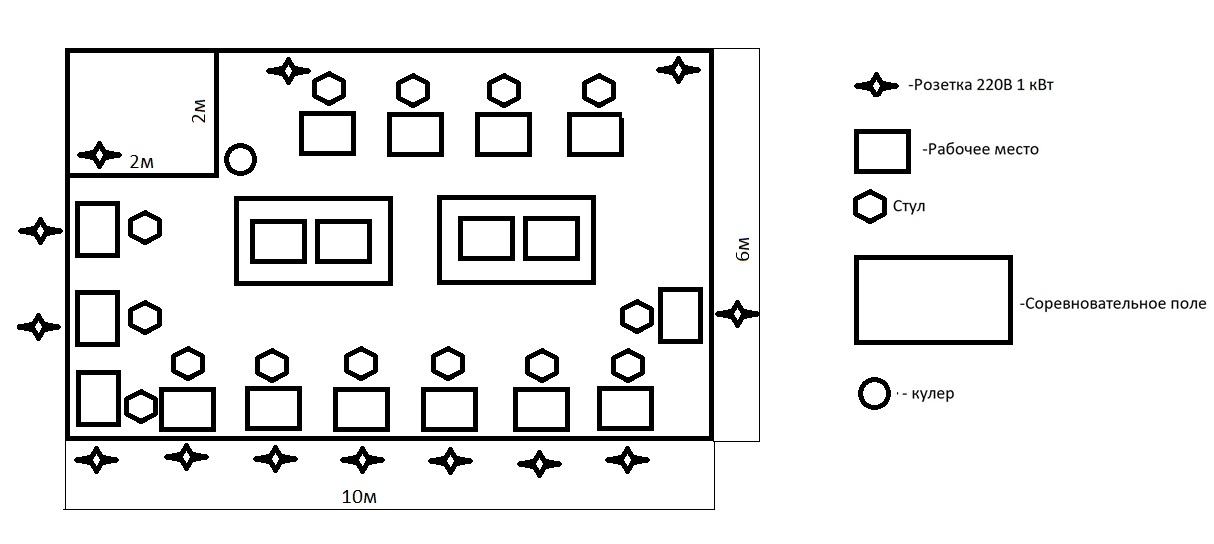 2м
2м
6м
10м
-Розетка 220В 1 кВт
-Рабочее место
Стул
-Соревновательное поле
- кулер